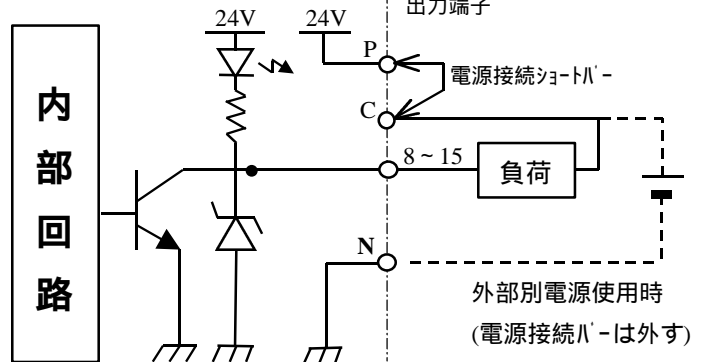 出力端子
24V
24V
P
電源接続ｼｮｰﾄﾊﾞｰ
C
内部回路
8~15
負荷
N
外部別電源使用時
(電源接続ﾊﾞｰは外す)